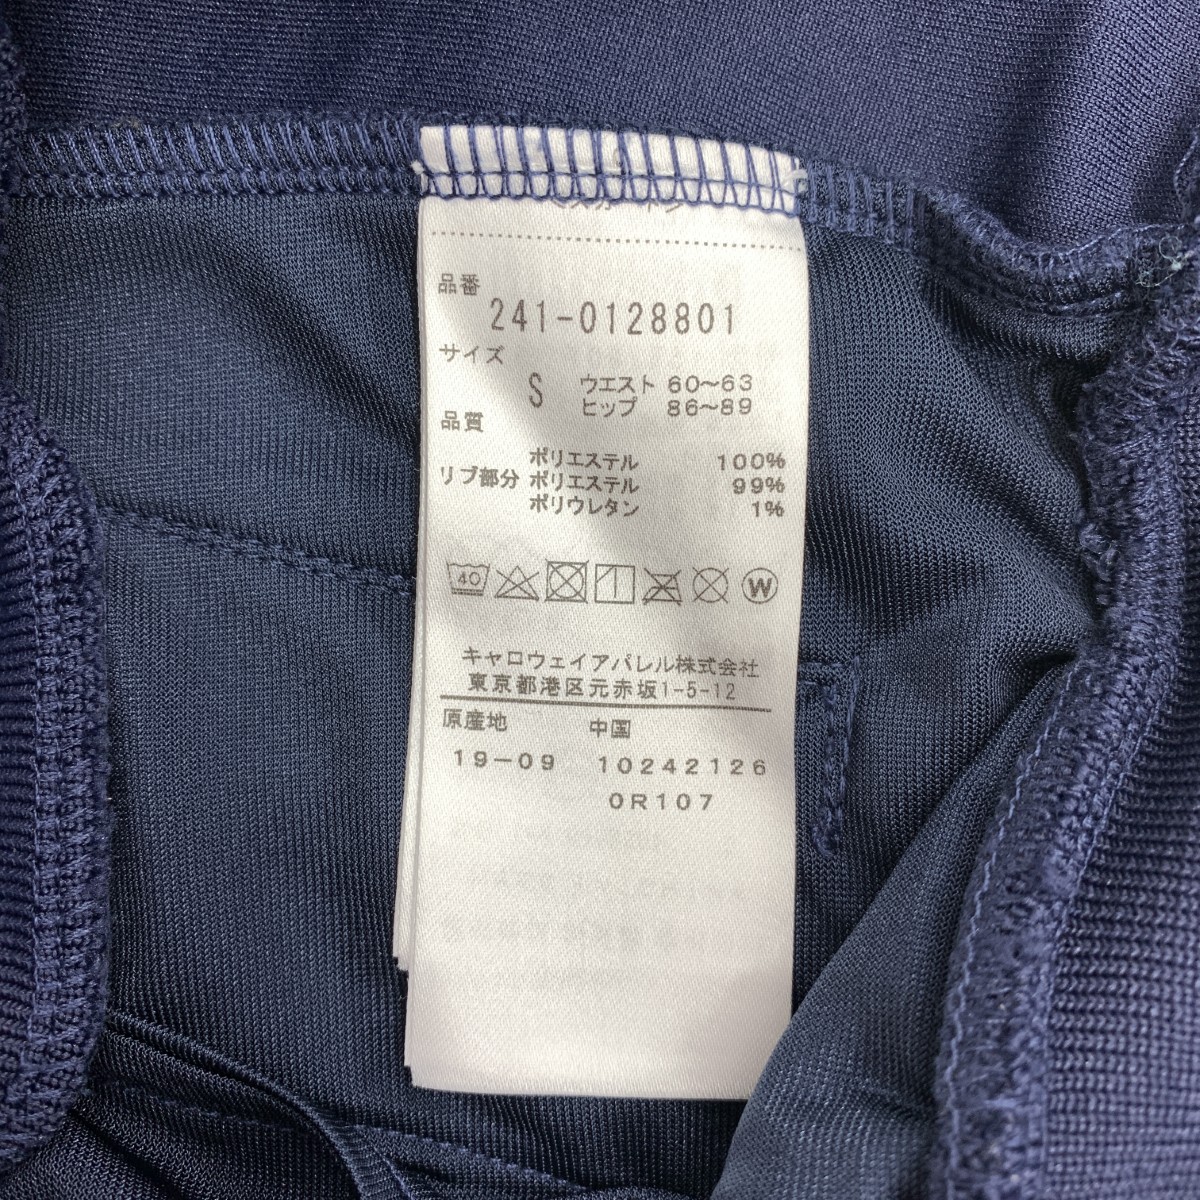 品番
241-0128801
サイズ
S ウエスト 60〜63
ヒップ 86〜89
品質
ポリエステル 100%
リブ部分 ポリエステル 99%
ポリウレタン 1%
40 W
キャロウェイアパレル株式会社
東京都港区元赤坂1-5-12
原産地 中国
19-09 10242126
0R107